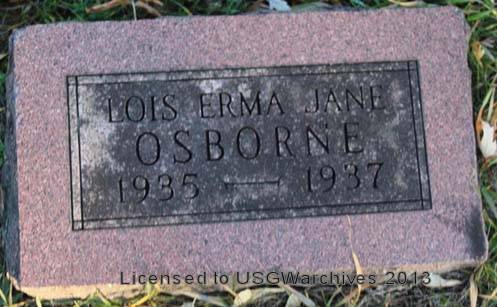 LOIS ERMA JANE
OSBORNE
1935 — 1937
Licensed to USGWarchives 2013